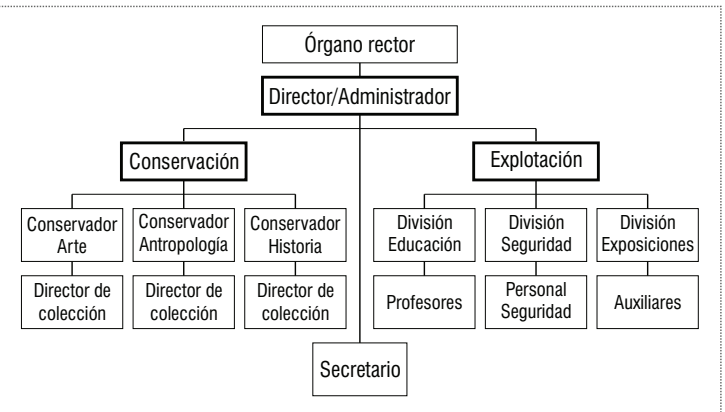 Órgano rector
Director/Administrador
Conservación
Explotación
Conservador
Arte
Conservador
Antropología
Conservador
Historia
División
Educación
División
Seguridad
División
Exposiciones
Director de
colección
Director de
colección
Director de
colección
Profesores
Personal
Seguridad
Auxiliares
Secretario